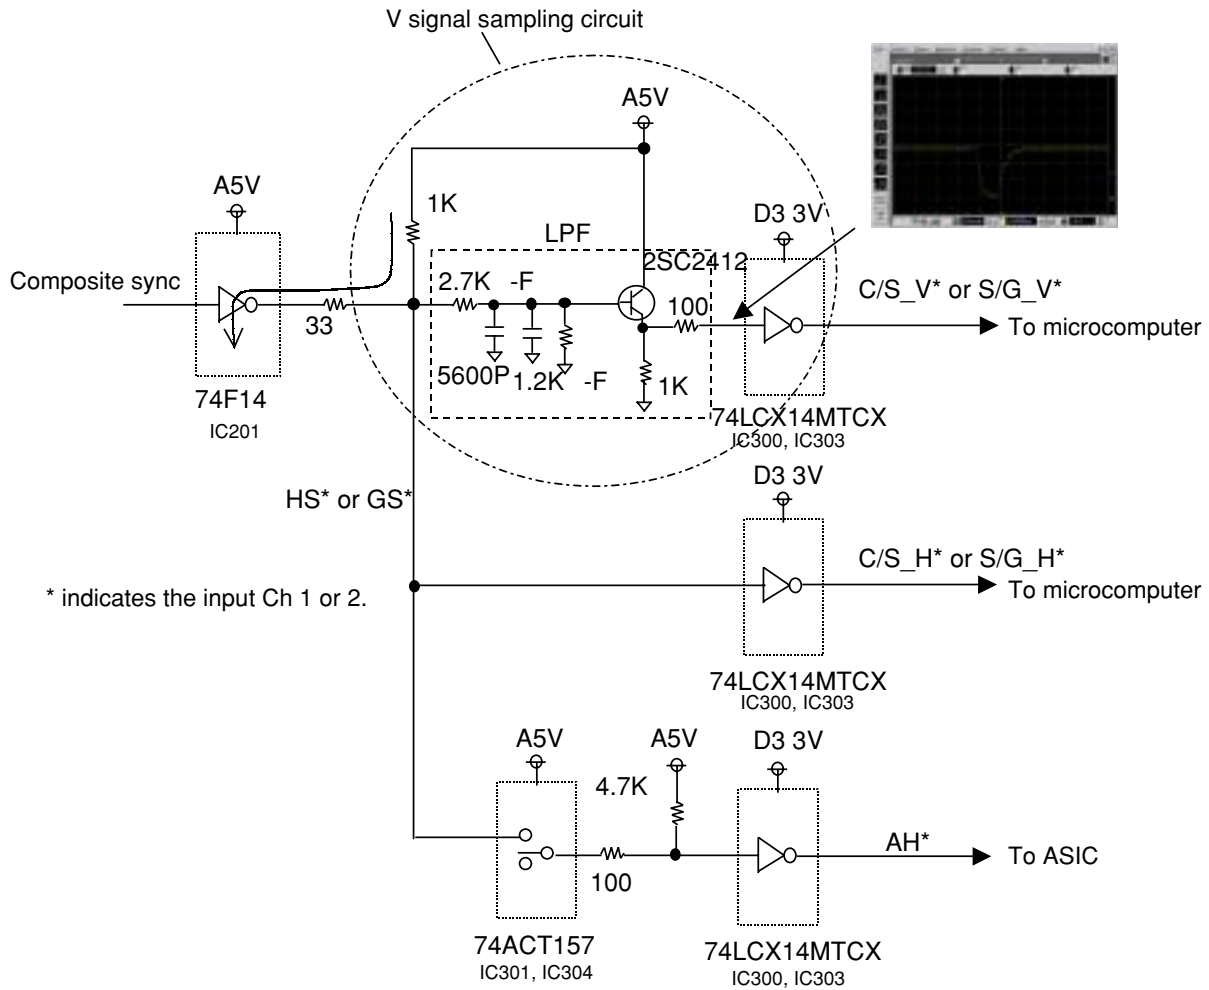 V signal sampling circuit
A5V
A5V
1K
D3 3V
LPF
2SC2412
Composite sync
2.7K -F
100
C/S_V* or S/G_V*
To microcomputer
33
5600P 1.2K -F
1K
74F14
IC201
74LCX14MTCX
IC300, IC303
D3 3V
HS* or GS*
C/S_H* or S/G_H*
To microcomputer
* indicates the input Ch 1 or 2.
74LCX14MTCX
IC300, IC303
A5V
A5V
D3 3V
4.7K
AH*
To ASIC
100
74ACT157
IC301, IC304
74LCX14MTCX
IC300, IC303